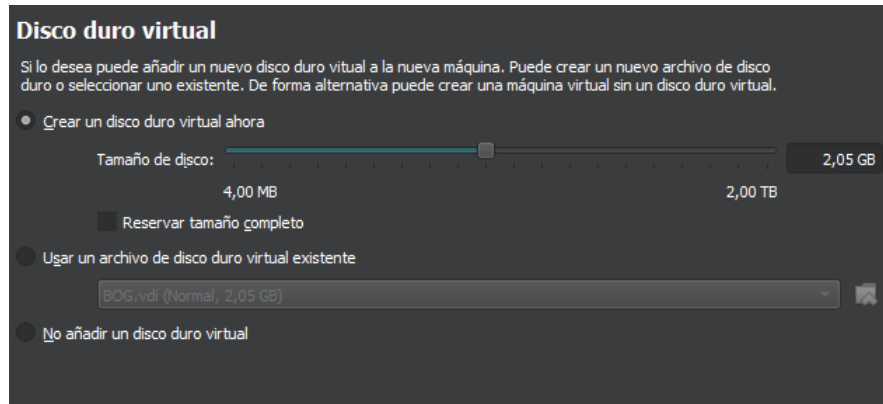 Disco duro virtual
Si lo desea puede añadir un nuevo disco duro vitual a la nueva máquina. Puede crear un nuevo archivo de disco
duro o seleccionar uno existente. De forma alternativa puede crear una máquina virtual sin un disco duro virtual.
Crear un disco duro virtual ahora
Tamaño de disco: 2,05 GB
4,00 MB 2,00 TB
Reservar tamaño completo
Usar un archivo de disco duro virtual existente
BOG.vdi (Normal, 2,05 GB)
No añadir un disco duro virtual